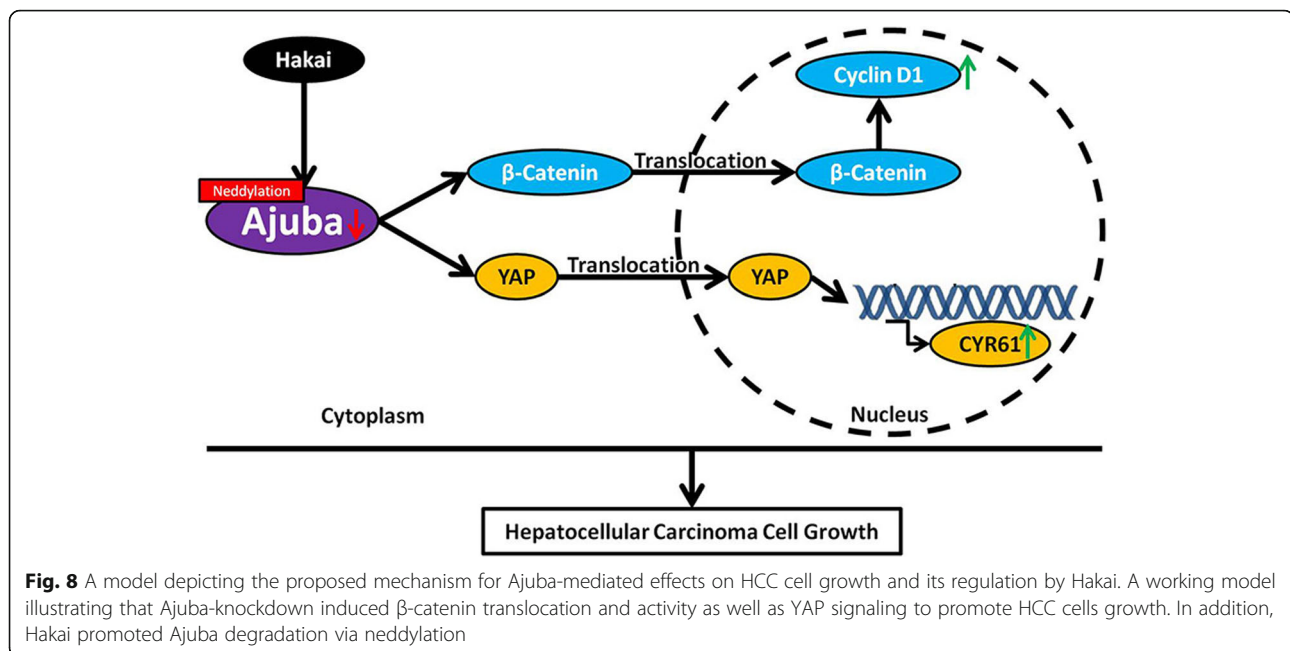 Hakai
Cyclin D1
Neddylation
Ajuba
β-Catenin
Translocation
β-Catenin
YAP
Translocation
YAP
CYR61
Cytoplasm
Nucleus
Hepatocellular Carcinoma Cell Growth
Fig. 8 A model depicting the proposed mechanism for Ajuba-mediated effects on HCC cell growth and its regulation by Hakai. A working model
illustrating that Ajuba-knockdown induced β-catenin translocation and activity as well as YAP signaling to promote HCC cells growth. In addition,
Hakai promoted Ajuba degradation via neddylation